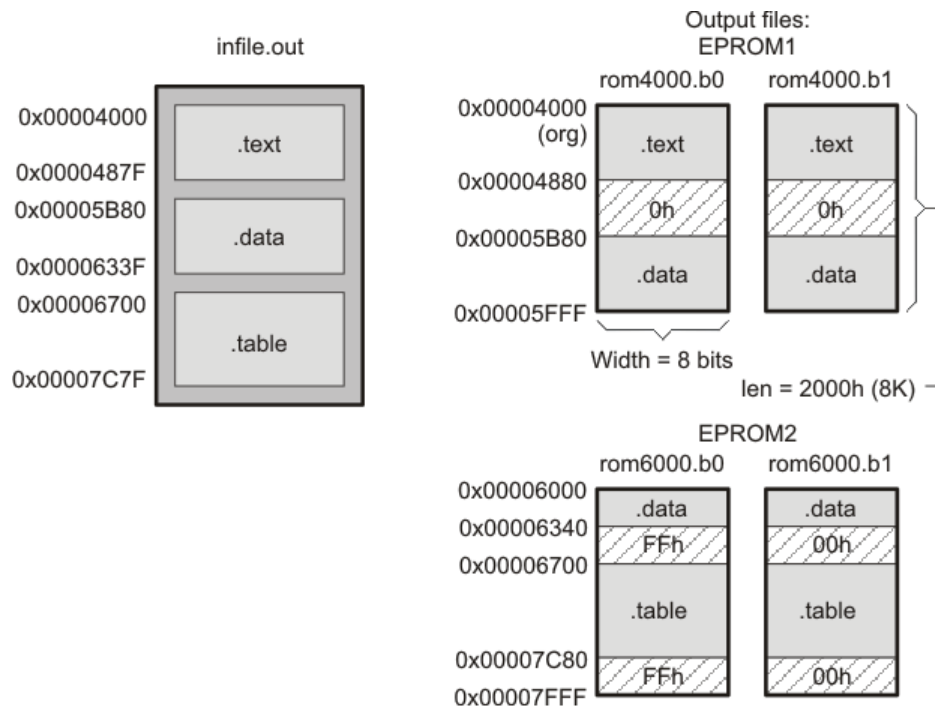 infile.out
0x00004000
.text
0x0000487F
0x00005B80
.data
0x0000633F
0x00006700
.table
0x00007C7F
Output files:
EPROM1
rom4000.b0 rom4000.b1
0x00004000
(org)
.text .text
0x00004880
0h 0h
0x00005B80
.data .data
0x00005FFF
Width = 8 bits
len = 2000h (8K)
EPROM2
rom6000.b0 rom6000.b1
0x00006000
.data .data
0x00006340
FFh 00h
0x00006700
.table .table
0x00007C80
FFh 00h
0x00007FFF